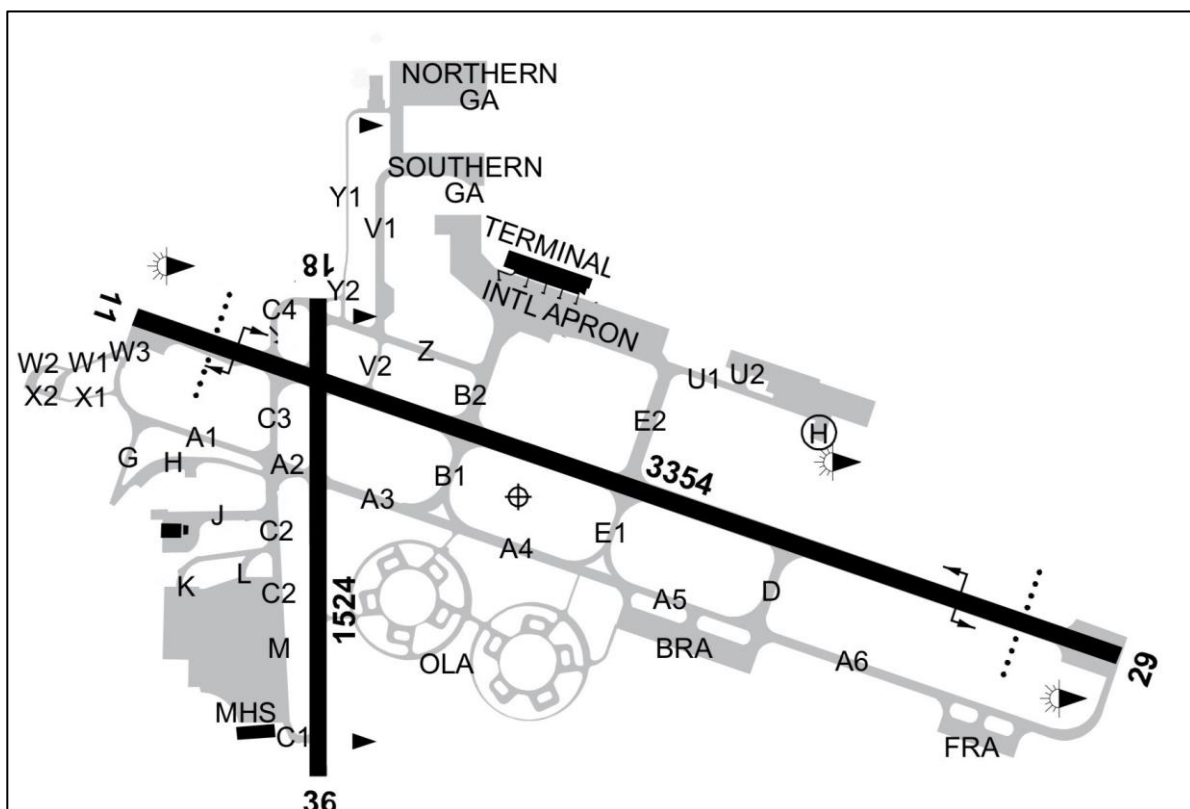 NORTHERN
GA
SOUTHERN
GA
Y1
V1
TERMINAL
18
INTL APRON
11
C4
Y2
W2
W1
W3
V2
Z
X2
X1
B2
U1
U2
C3
E2
H
A1
G
H
A2
B1
3354
A3
J
C2
A4
E1
K
L
C2
1524
A5
D
M
OLA
BRA
A6
29
MHS
C1
FRA
36